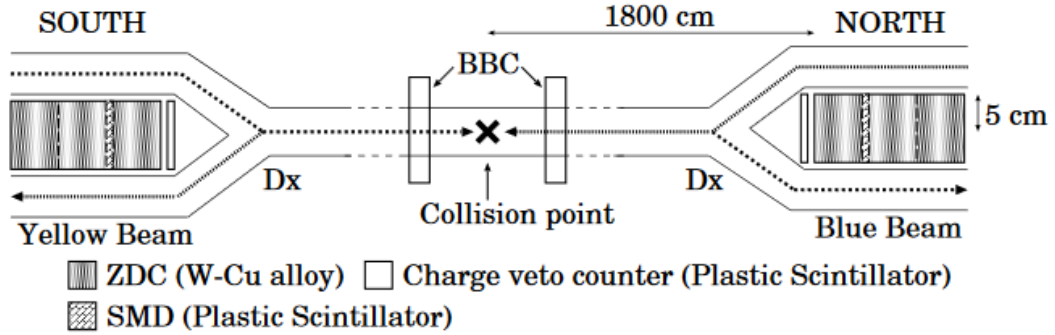 SOUTH
1800 cm
NORTH
BBC
5 cm
Dx
Dx
Collision point
Yellow Beam
Blue Beam
ZDC (W-Cu alloy)
Charge veto counter (Plastic Scintillator)
SMD (Plastic Scintillator)